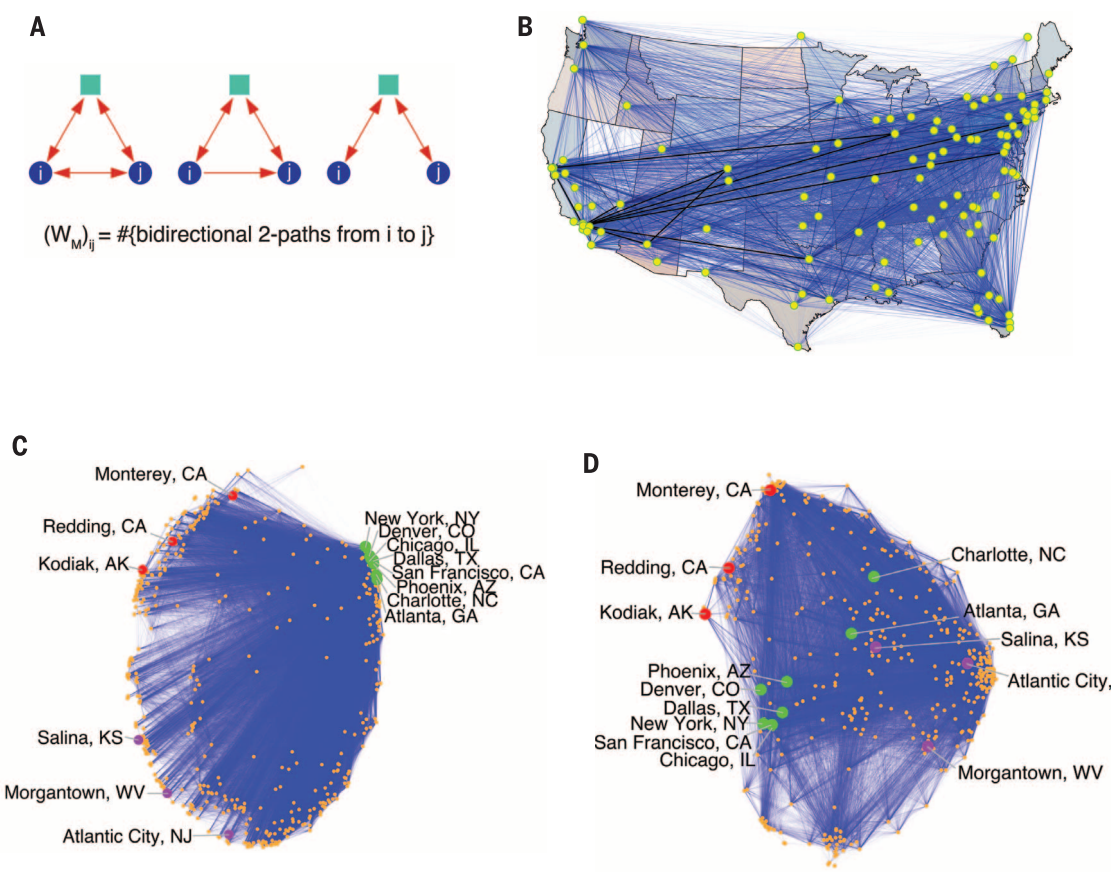 A
i
j
i
j
i
j
(W_M)_ij = #{bidirectional 2-paths from i to j}
B
C
Monterey, CA
Redding, CA
Kodiak, AK
New York, NY
Denver, CO
Chicago, IL
Dallas, TX
San Francisco, CA
Phoenix, AZ
Charlotte, NC
Atlanta, GA
Salina, KS
Morgantown, WV
Atlantic City, NJ
D
Monterey, CA
Charlotte, NC
Redding, CA
Kodiak, AK
Atlanta, GA
Salina, KS
Atlantic City,
Phoenix, AZ
Denver, CO
Dallas, TX
New York, NY
San Francisco, CA
Chicago, IL
Morgantown, WV